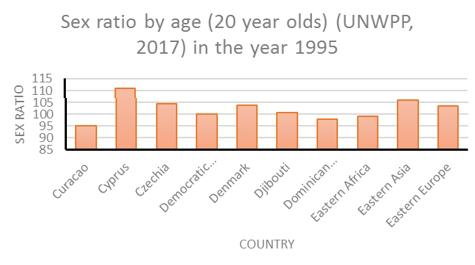 Sex ratio by age (20 year olds) (UNWPP,
2017) in the year 1995
SEX RATIO
115
110
105
100
95
90
85
Curacao
Cyprus
Czechia
Democratic...
Denmark
Djibouti
Dominican...
Eastern Africa
Eastern Asia
Eastern Europe
COUNTRY